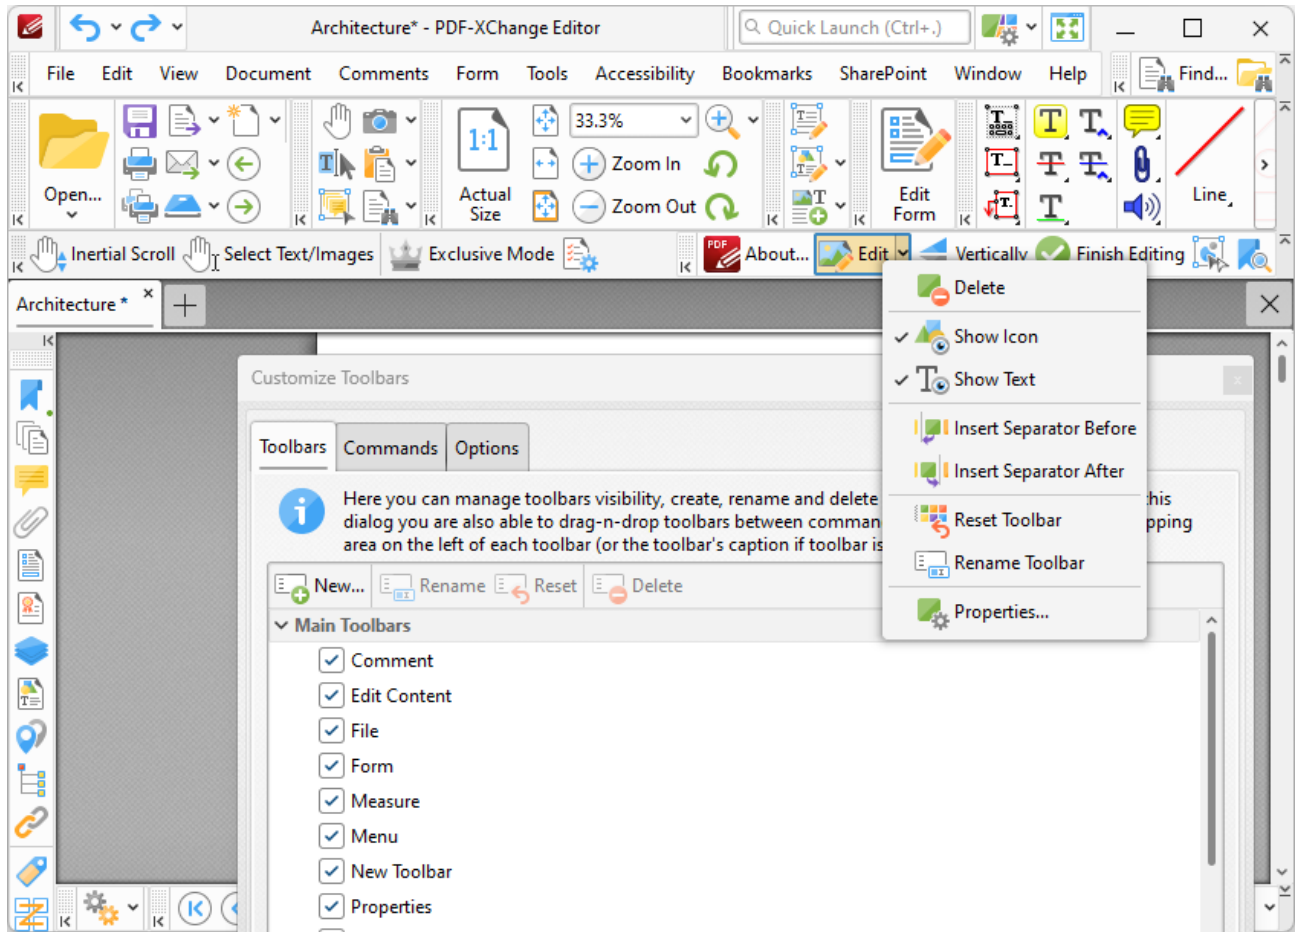 Architecture* - PDF-XChange Editor
Quick Launch (Ctrl+.)
File Edit View Document Comments Form Tools Accessibility Bookmarks SharePoint Window Help Find...
33.3%
1:1
Zoom In
Open...
Actual Size
Zoom Out
Edit Form
Line
Inertial Scroll Select Text/Images Exclusive Mode PDF About... Edit Vertically Finish Editing
Architecture *
Delete
Show Icon
Show Text
Insert Separator Before
Insert Separator After
Reset Toolbar
Rename Toolbar
Properties...
Customize Toolbars
Toolbars Commands Options
Here you can manage toolbars visibility, create, rename and delete this
dialog you are also able to drag-n-drop toolbars between comman pping
area on the left of each toolbar (or the toolbar's caption if toolbar is
New... Rename Reset Delete
Main Toolbars
Comment
Edit Content
File
Form
Measure
Menu
New Toolbar
Properties